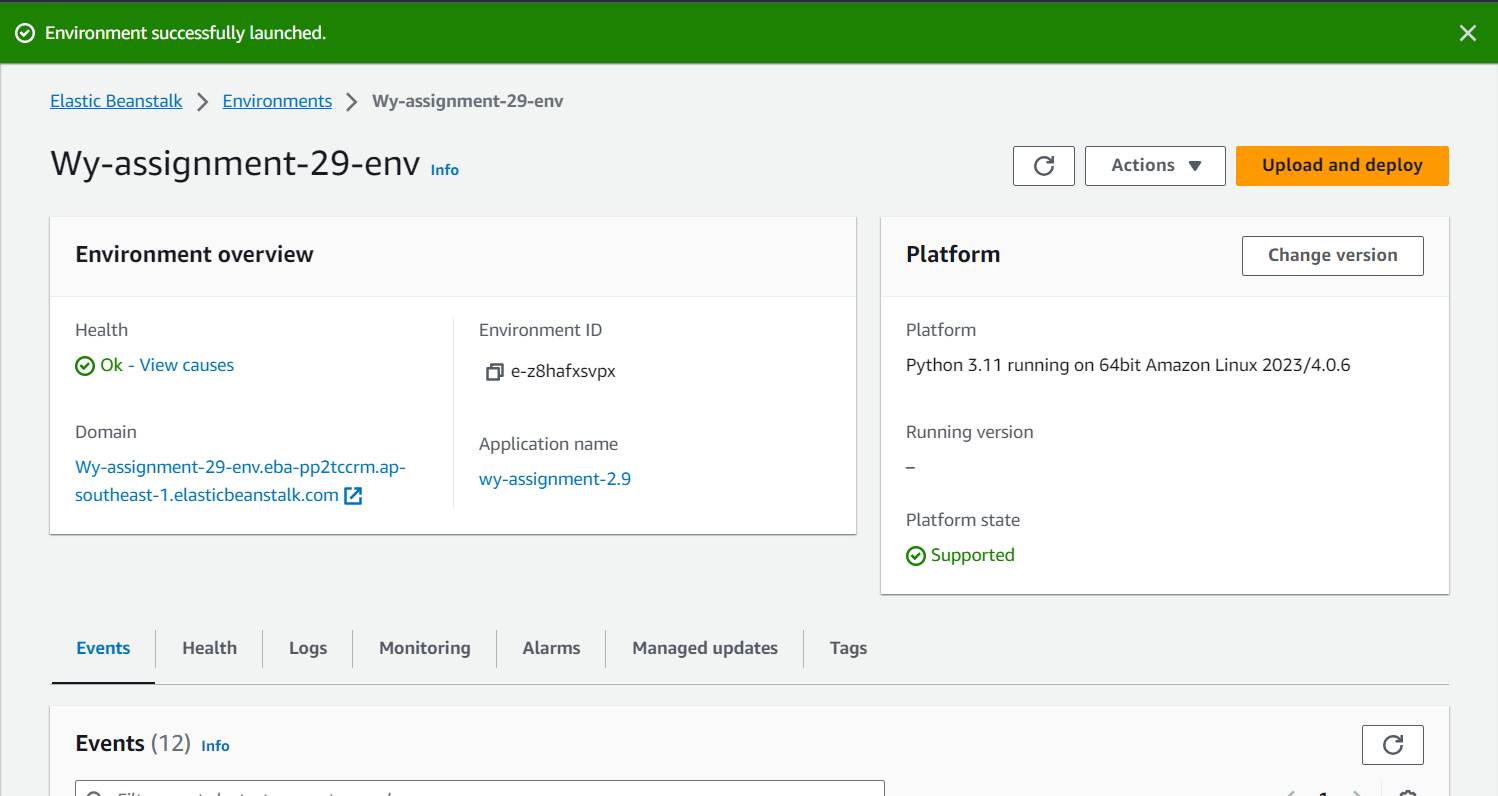 Environment successfully launched.
Elastic Beanstalk > Environments > Wy-assignment-29-env
Wy-assignment-29-env Info
Actions
Upload and deploy
Environment overview
Health
Ok - View causes
Domain
Wy-assignment-29-env.eba-pp2tccrm.ap-
southeast-1.elasticbeanstalk.com
Environment ID
e-z8hafxsvpx
Application name
wy-assignment-2.9
Platform
Change version
Platform
Python 3.11 running on 64bit Amazon Linux 2023/4.0.6
Running version
–
Platform state
Supported
Events
Health
Logs
Monitoring
Alarms
Managed updates
Tags
Events (12) Info